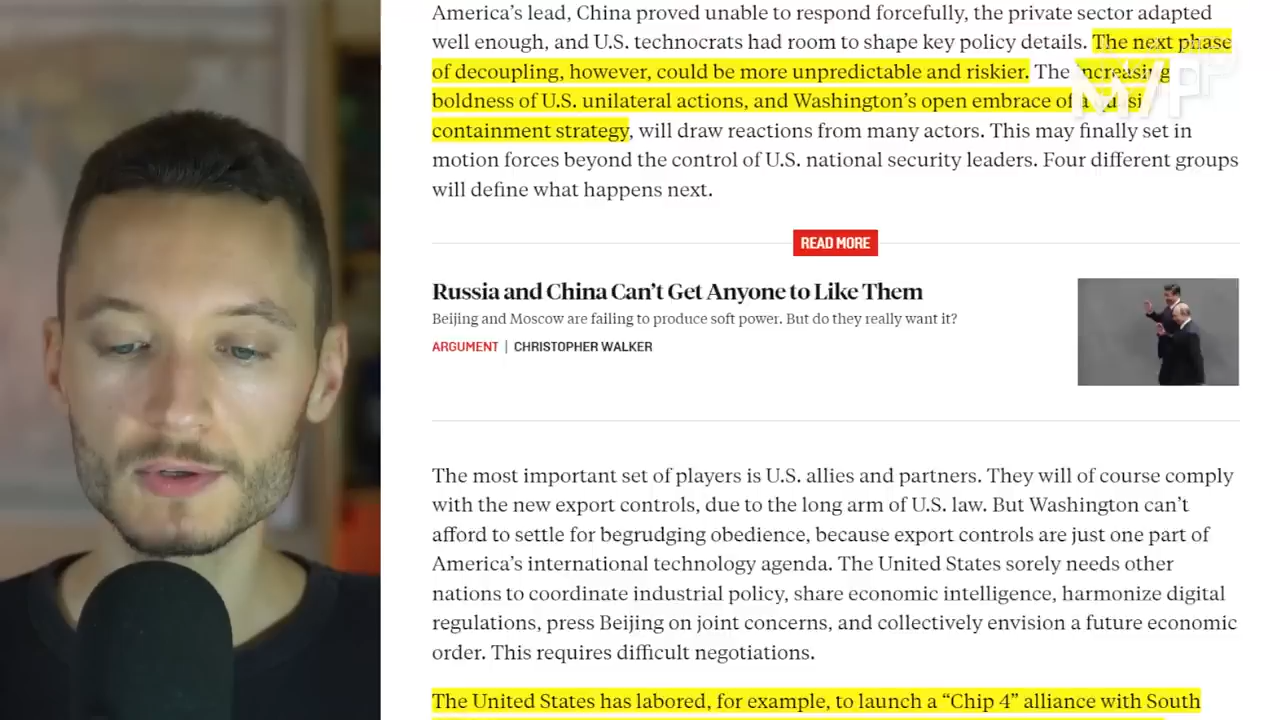 America’s lead, China proved unable to respond forcefully, the private sector adapted
well enough, and U.S. technocrats had room to shape key policy details. The next phase
of decoupling, however, could be more unpredictable and riskier. The increasing
boldness of U.S. unilateral actions, and Washington’s open embrace of a quasi
containment strategy, will draw reactions from many actors. This may finally set in
motion forces beyond the control of U.S. national security leaders. Four different groups
will define what happens next.
READ MORE
Russia and China Can’t Get Anyone to Like Them
Beijing and Moscow are failing to produce soft power. But do they really want it?
ARGUMENT | CHRISTOPHER WALKER
The most important set of players is U.S. allies and partners. They will of course comply
with the new export controls, due to the long arm of U.S. law. But Washington can’t
afford to settle for begrudging obedience, because export controls are just one part of
America’s international technology agenda. The United States sorely needs other
nations to coordinate industrial policy, share economic intelligence, harmonize digital
regulations, press Beijing on joint concerns, and collectively envision a future economic
order. This requires difficult negotiations.
The United States has labored, for example, to launch a “Chip 4” alliance with South